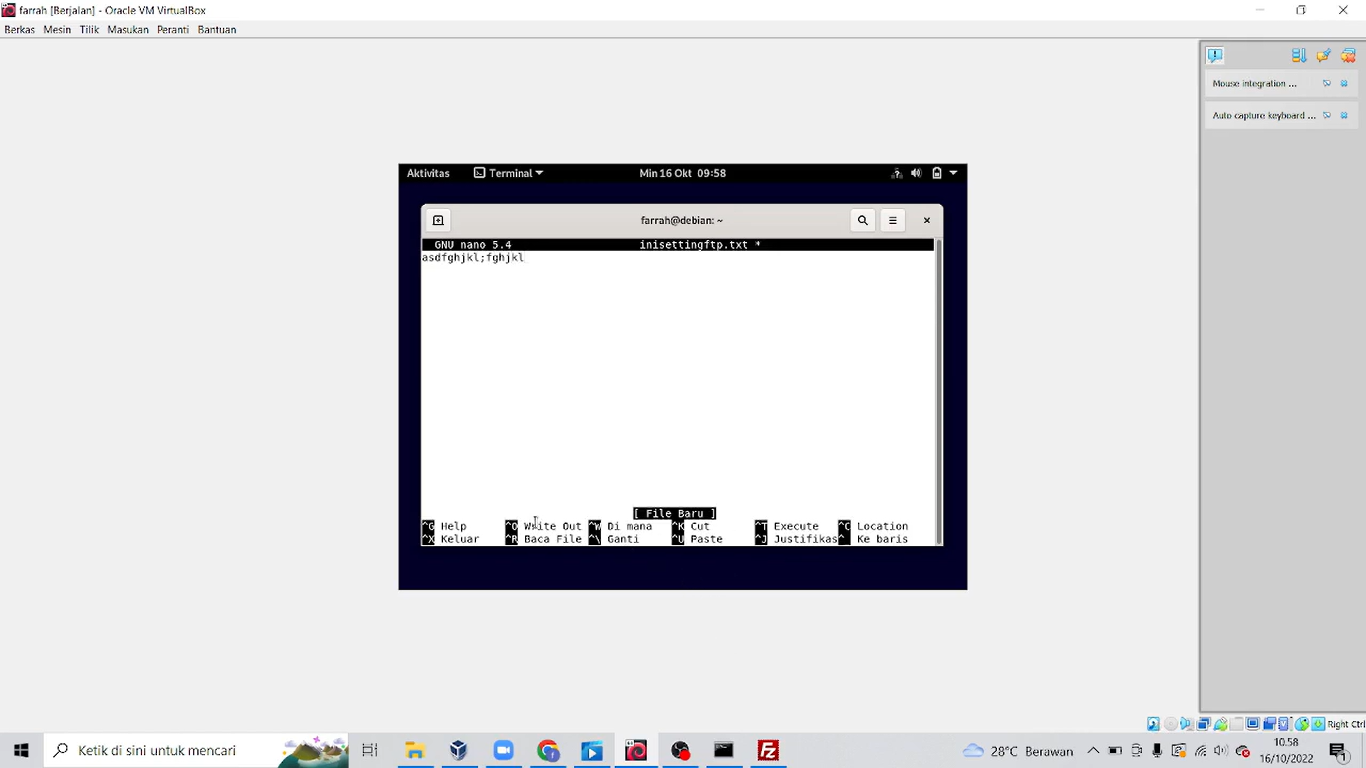 farrah [Berjalan] - Oracle VM VirtualBox
Berkas Mesin Tilik Masukan Peranti Bantuan
Mouse integration ...
Auto capture keyboard ...
Aktivitas Terminal Min 16 Okt 09:58
farrah@debian: ~
GNU nano 5.4 inisettingftp.txt *
asdfghjkl;fghjkl
[ File Baru ]
^G Help ^O Write Out ^W Di mana ^K Cut ^T Execute ^C Location
^X Keluar ^R Baca File ^\ Ganti ^U Paste ^J Justifikas ^_ Ke baris
Right Ctrl
Ketik di sini untuk mencari
28°C Berawan
10.58
16/10/2022
1